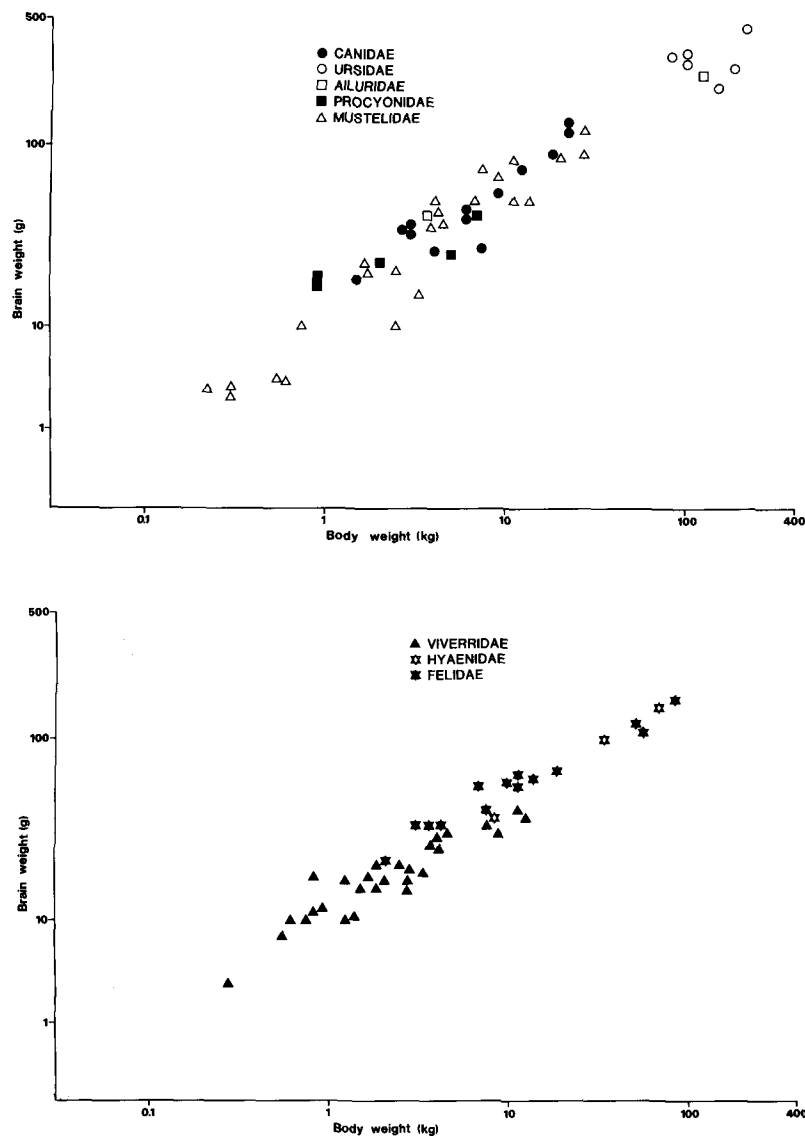 500
100
10
1
Brain weight (g)
CANIDAE
URSIDAE
AILURIDAE
PROCYONIDAE
MUSTELIDAE
0.1 1 10 100 400
Body weight (kg)
500
100
10
1
Brain weight (g)
VIVERRIDAE
HYAENIDAE
FELIDAE
0.1 1 10 100 400
Body weight (kg)